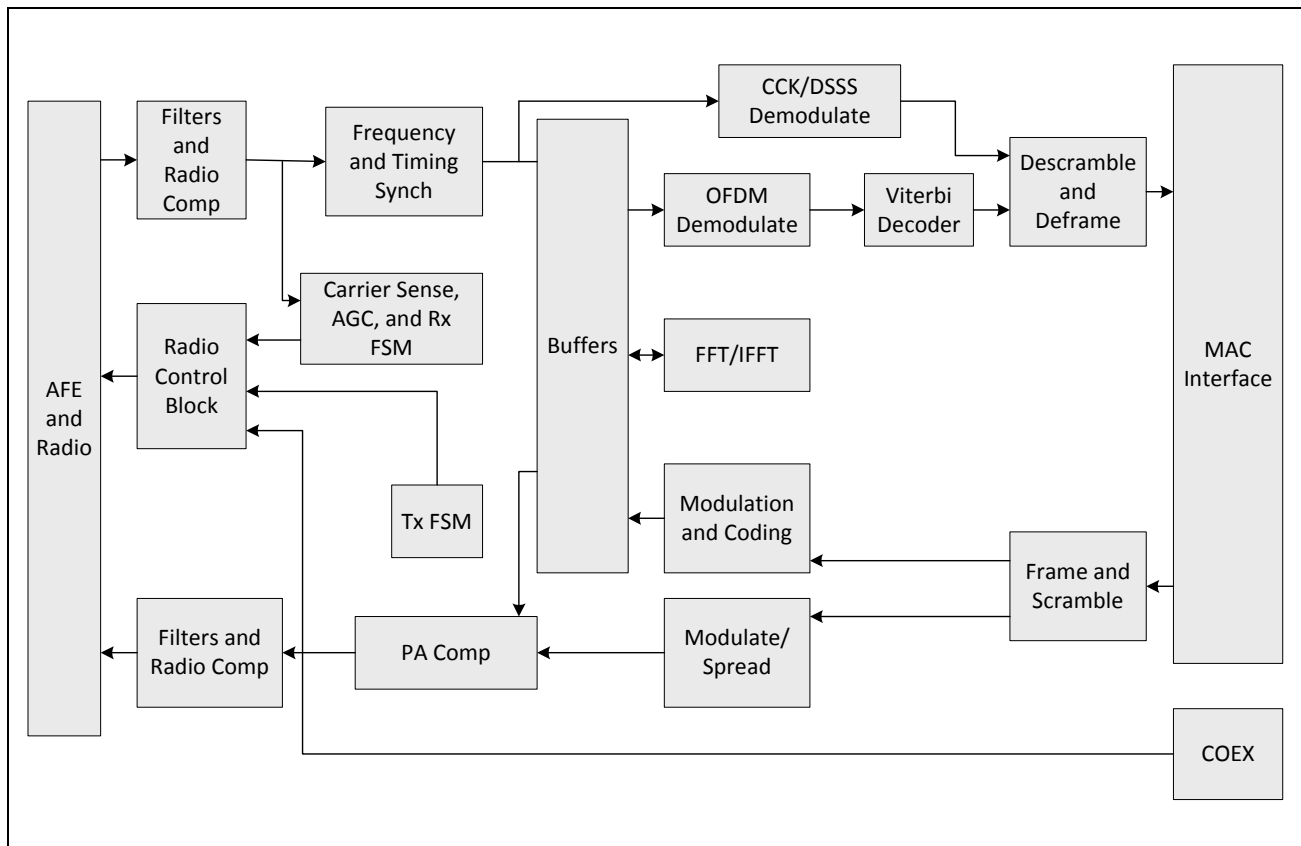 CCK/DSSS
Demodulate
Filters
and
Radio
Comp
Frequency
and Timing
Synch
Descramble
and
Deframe
OFDM
Demodulate
Viterbi
Decoder
Carrier Sense,
AGC, and Rx
FSM
Radio
Control
Block
Buffers
FFT/IFFT
MAC
Interface
AFE
and
Radio
Tx FSM
Modulation
and Coding
Frame and
Scramble
Filters and
Radio Comp
PA Comp
Modulate/
Spread
COEX